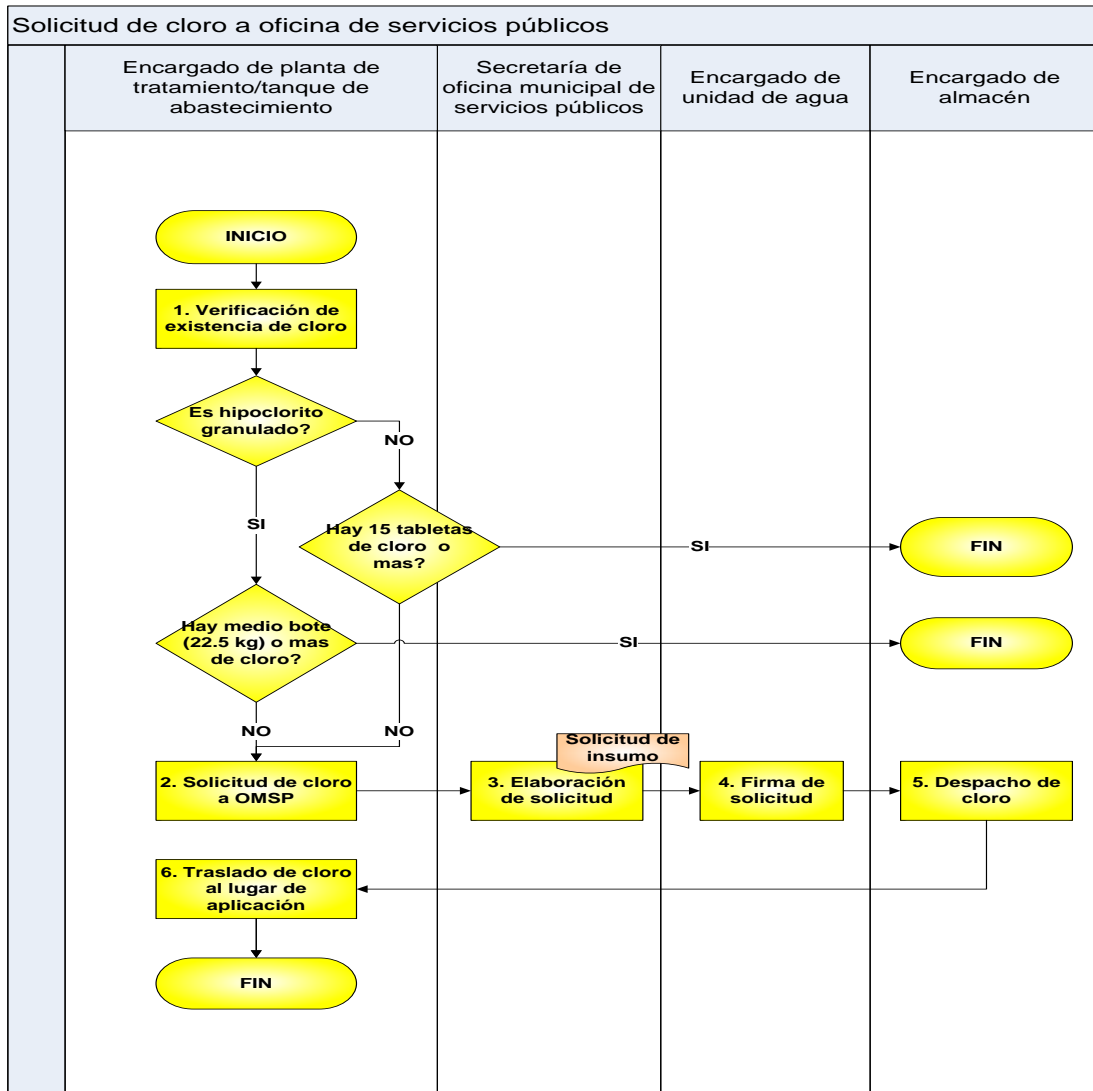 Solicitud de cloro a oficina de servicios públicos
Encargado de planta de
tratamiento/tanque de
abastecimiento
Secretaría de
oficina municipal de
servicios públicos
Encargado de
unidad de agua
Encargado de
almacén
INICIO
1. Verificación de
existencia de cloro
Es hipoclorito
granulado?
NO
SI
Hay 15 tabletas
de cloro o
mas?
SI
FIN
Hay medio bote
(22.5 kg) o mas
de cloro?
SI
FIN
NO
NO
2. Solicitud de cloro
a OMSP
Solicitud de
insumo
3. Elaboración
de solicitud
4. Firma de
solicitud
5. Despacho de
cloro
6. Traslado de cloro
al lugar de
aplicación
FIN